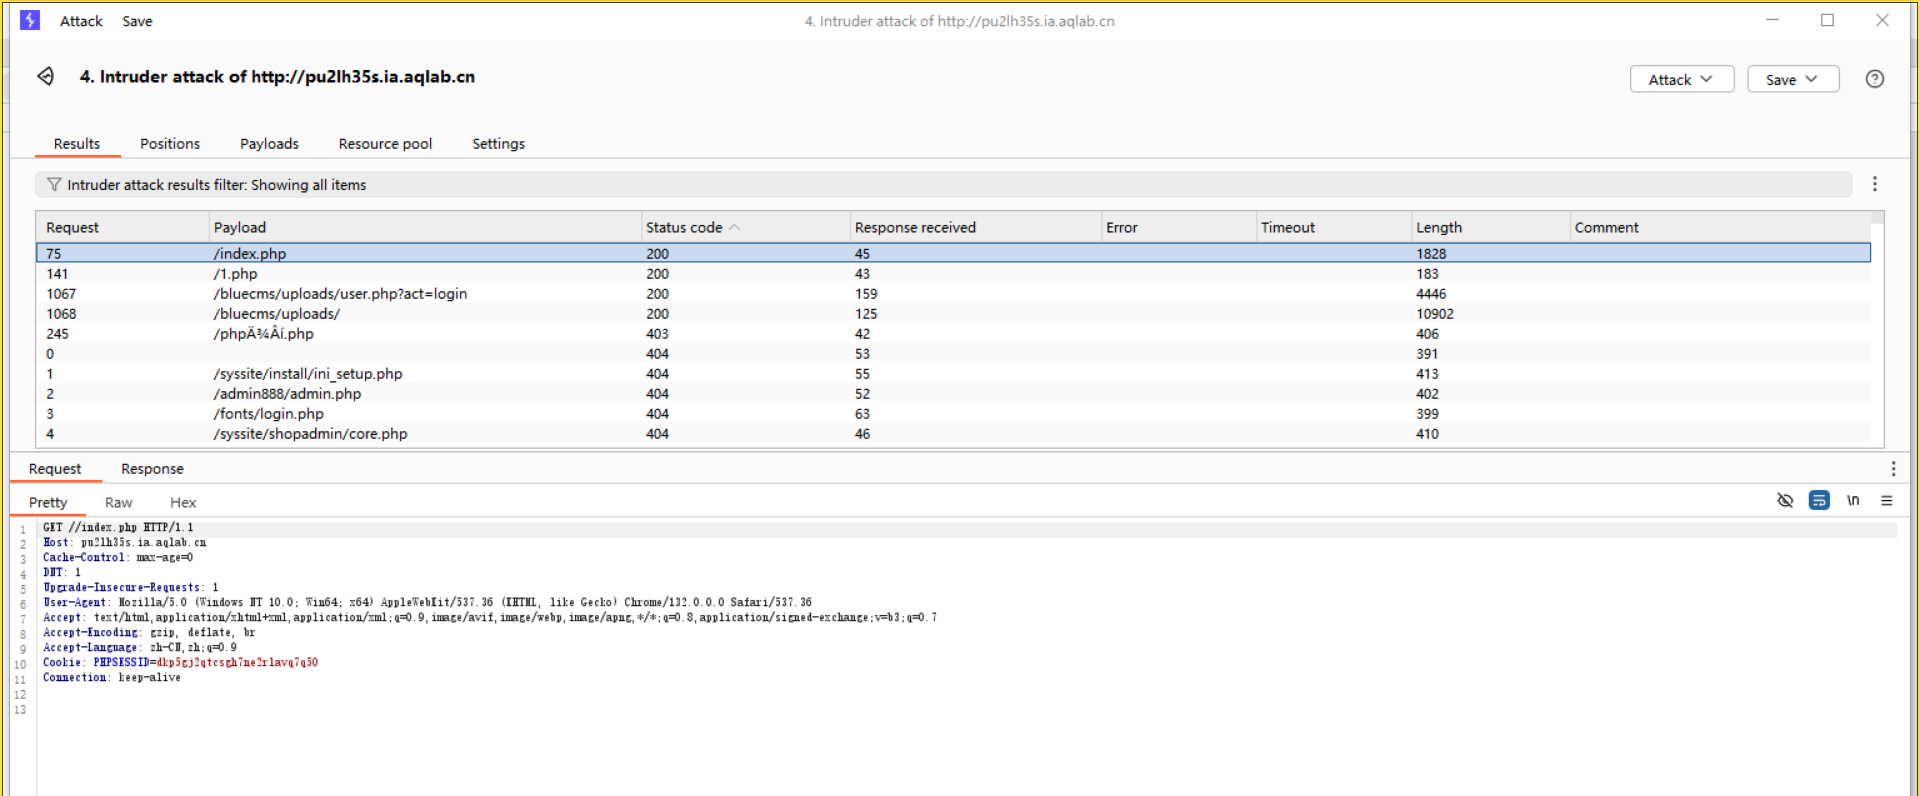 Attack Save 4. Intruder attack of http://pu2lh35s.ia.aqlab.cn
4. Intruder attack of http://pu2lh35s.ia.aqlab.cn Attack Save
Results Positions Payloads Resource pool Settings
Intruder attack results filter: Showing all items
Request Payload Status code Response received Error Timeout Length Comment
75 /index.php 200 45 1828
141 /1.php 200 43 183
1067 /bluecms/uploads/user.php?act=login 200 159 4446
1068 /bluecms/uploads/ 200 125 10902
245 /phpÄ¾Âí.php 403 42 406
0 404 53 391
1 /syssite/install/ini_setup.php 404 55 413
2 /admin888/admin.php 404 52 402
3 /fonts/login.php 404 63 399
4 /syssite/shopadmin/core.php 404 46 410
Request Response
Pretty Raw Hex \n
1 GET //index.php HTTP/1.1
2 Host: pu2lh35s.ia.aqlab.cn
3 Cache-Control: max-age=0
4 DNT: 1
5 Upgrade-Insecure-Requests: 1
6 User-Agent: Mozilla/5.0 (Windows NT 10.0; Win64; x64) AppleWebKit/537.36 (KHTML, like Gecko) Chrome/132.0.0.0 Safari/537.36
7 Accept: text/html,application/xhtml+xml,application/xml;q=0.9,image/avif,image/webp,image/apng,*/*;q=0.8,application/signed-exchange;v=b3;q=0.7
8 Accept-Encoding: gzip, deflate, br
9 Accept-Language: zh-CN,zh;q=0.9
10 Cookie: PHPSESSID=dkp5gj2qtcsgh7ne2rlavq7q50
11 Connection: keep-alive
12
13